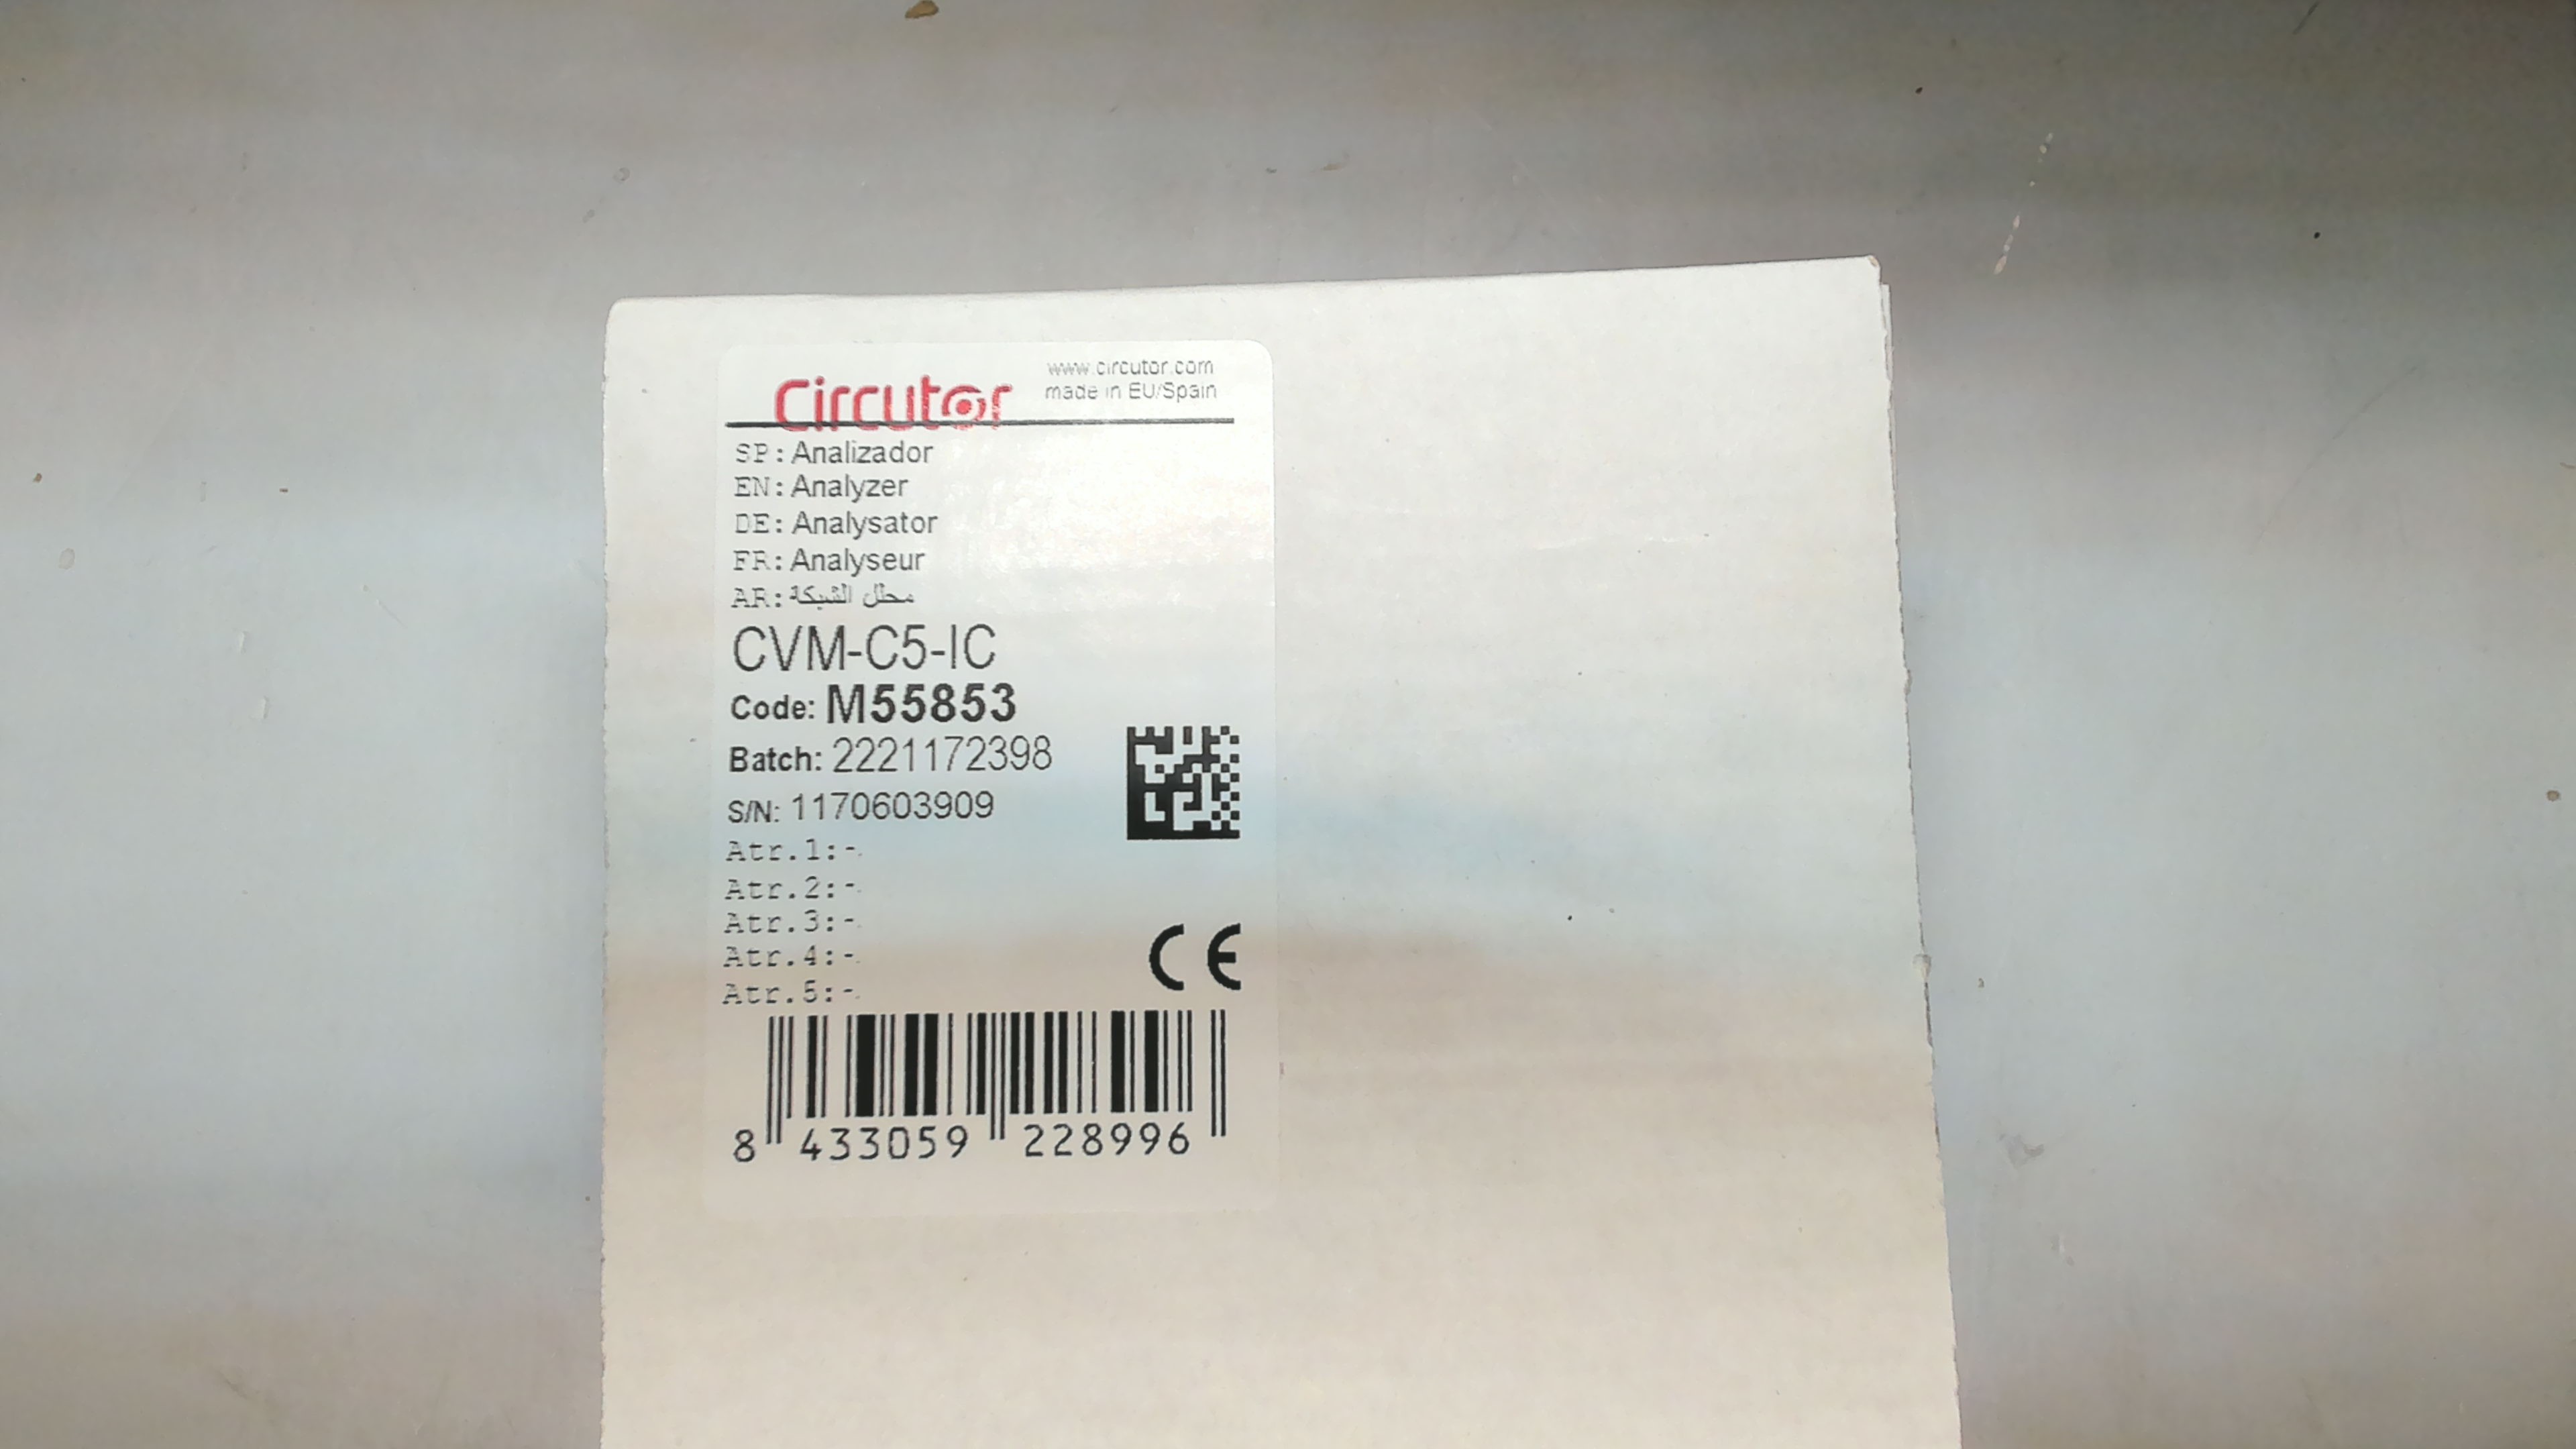 Circutor
www.circutor.com
made in EU/Spain
SP: Analizador
EN: Analyzer
DE: Analysator
FR: Analyseur
AR: محلل الشبكة
CVM-C5-IC
Code: M55853
Batch: 2221172398
S/N: 1170603909
Atr.1:-
Atr.2:-
Atr.3:-
Atr.4:-
Atr.5:-
CE
8 433059 228996